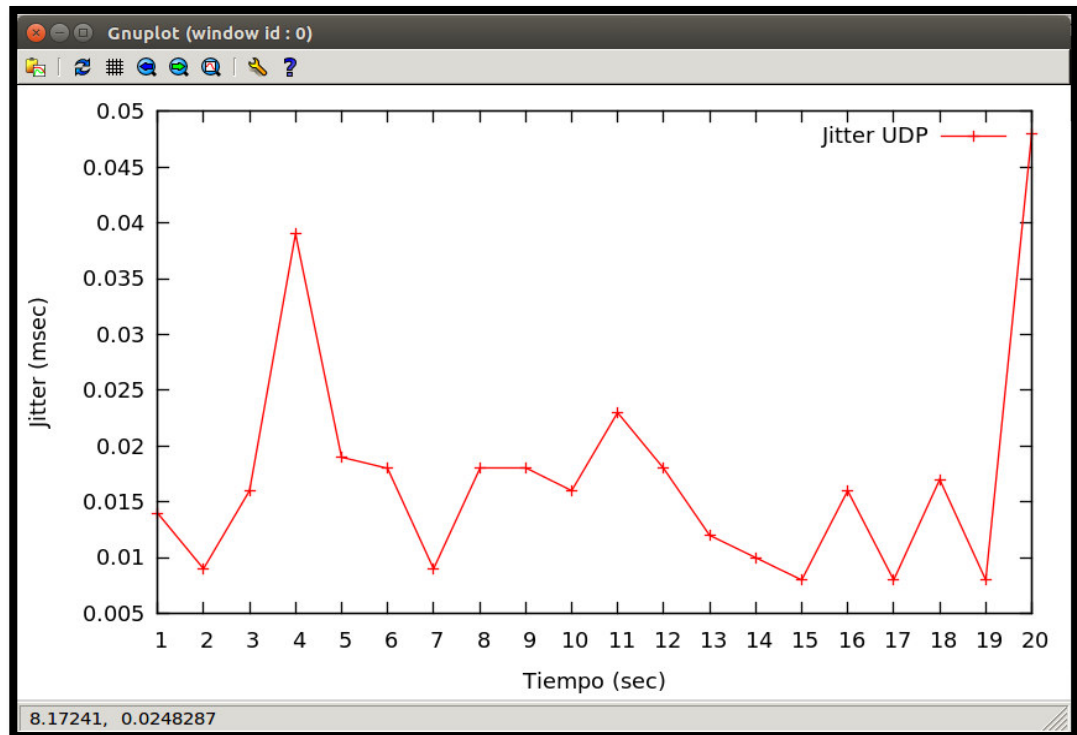 Gnuplot (window id : 0)
Jitter UDP
0.05
0.045
0.04
0.035
0.03
0.025
0.02
0.015
0.01
0.005
Jitter (msec)
1 2 3 4 5 6 7 8 9 10 11 12 13 14 15 16 17 18 19 20
Tiempo (sec)
8.17241, 0.0248287